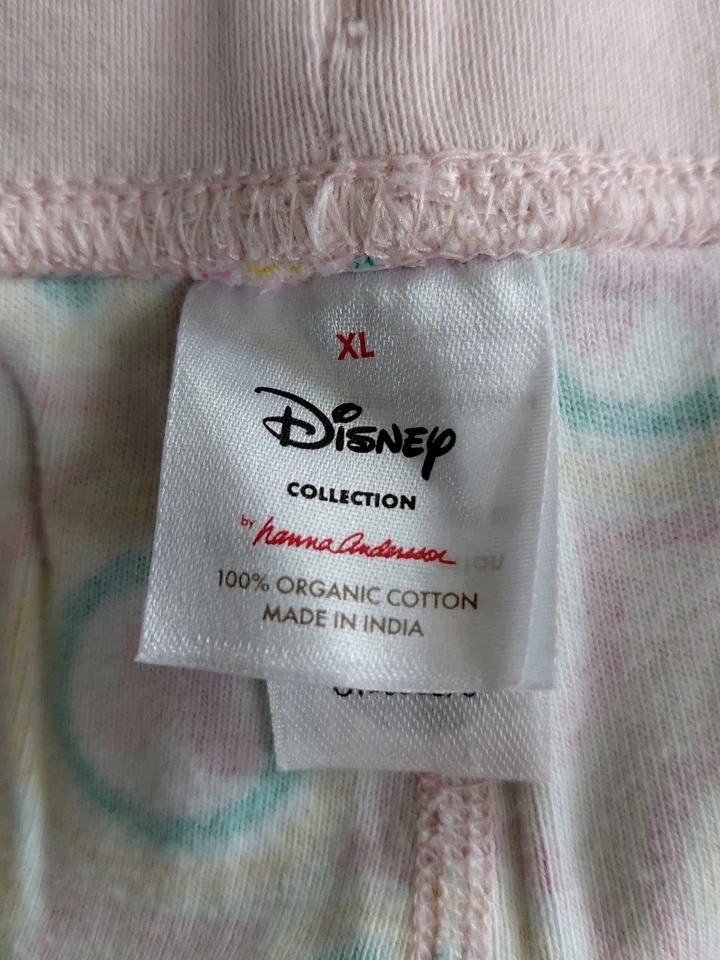 XL
Disney
COLLECTION
by hanna andersson
100% ORGANIC COTTON
MADE IN INDIA